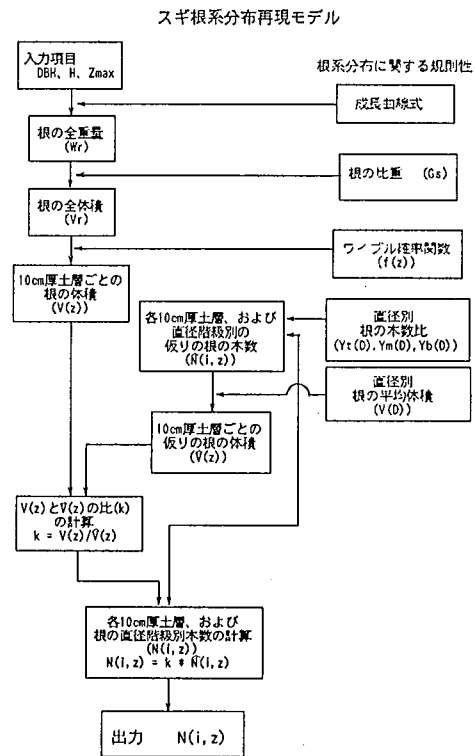 スギ根系分布再現モデル
入力項目
DBH、H、Zmax
根系分布に関する規則性
成長曲線式
根の全重量
(Wr)
根の比重 (Gs)
根の全体積
(Vr)
ワイブル確率関数
(f(z))
10cm厚土層ごとの
根の体積
(V(z))
各10cm厚土層、および
直径階級別の
仮りの根の本数
(N̂(i,z))
直径別
根の本数比
(Yt(D),Ym(D),Yb(D))
直径別
根の平均体積
(V(D))
10cm厚土層ごとの
仮りの根の体積
(V̂(z))
V(z)とV̂(z)の比(k)
の計算
k = V(z)/V̂(z)
各10cm厚土層、および
根の直径階級別本数の計算
(N(i,z))
N(i,z) = k * N̂(i,z)
出力 N(i,z)